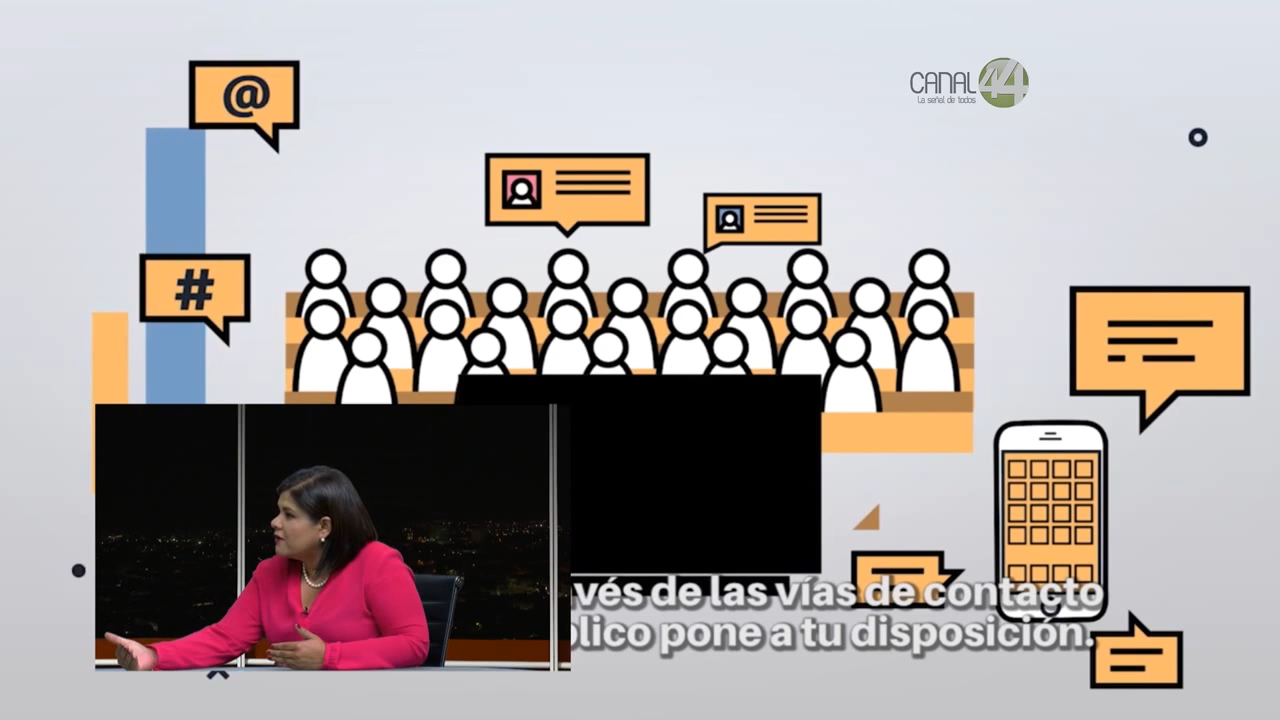 @
CANAL 44
La señal de todos
#
vés de las vías de contacto
blico pone a tu disposición.